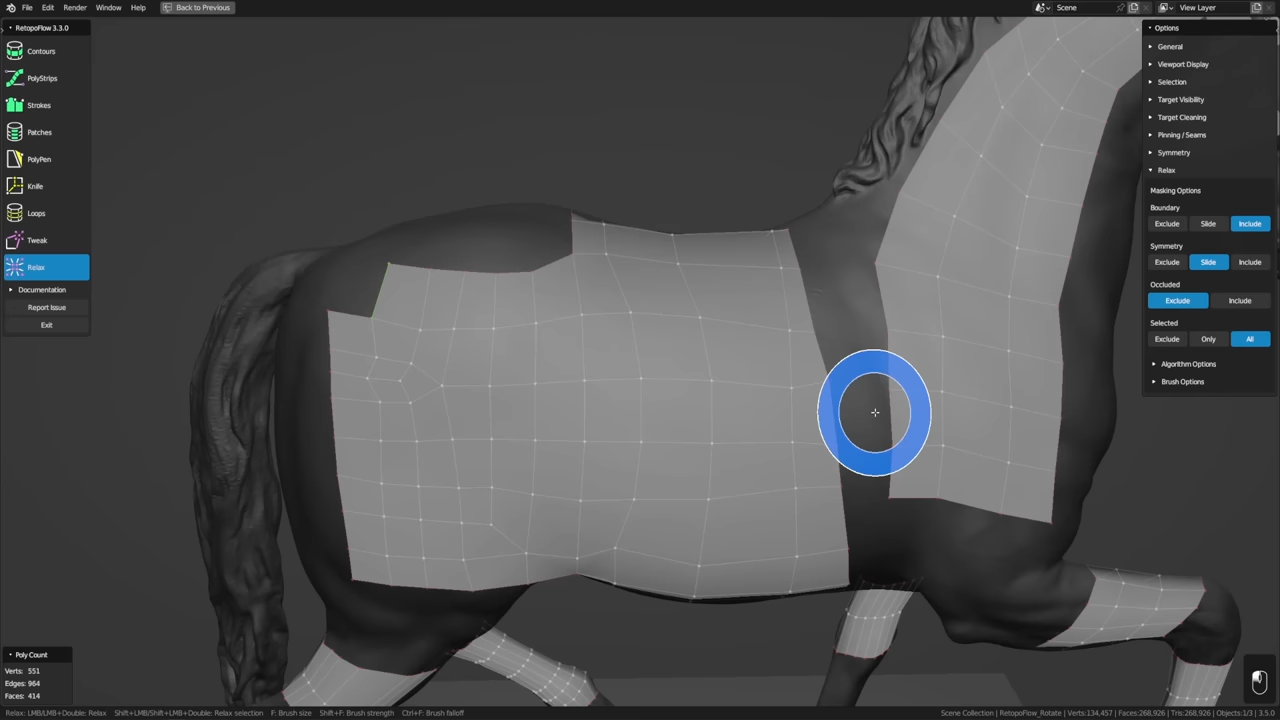 File Edit Render Window Help Back to Previous Scene View Layer
RetopoFlow 3.3.0
Contours
PolyStrips
Strokes
Patches
PolyPen
Knife
Loops
Tweak
Relax
Documentation
Report Issue
Exit
Options
General
Viewport Display
Selection
Target Visibility
Target Cleaning
Pinning / Seams
Symmetry
Relax
Masking Options
Boundary
Exclude Slide Include
Symmetry
Exclude Slide Include
Occluded
Exclude Include
Selected
Exclude Only All
Algorithm Options
Brush Options
Poly Count
Verts: 551
Edges: 964
Faces: 414
Relax: LMB/LMB+Double: Relax Shift+LMB/Shift+LMB+Double: Relax selection F: Brush size Shift+F: Brush strength Ctrl+F: Brush falloff
Scene Collection | RetopoFlow_Rotate | Verts:134,457 | Faces:268,926 | Tris:268,926 | Objects:1/3 | 3.5.0